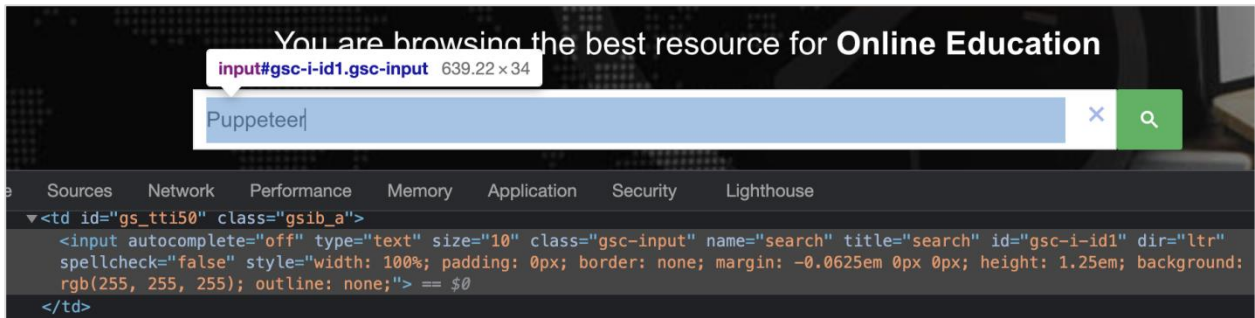 You are browsing the best resource for Online Education
input#gsc-i-id1.gsc-input 639.22 × 34
Puppeteer
Sources Network Performance Memory Application Security Lighthouse
▼<td id="gs_tti50" class="gsib_a">
<input autocomplete="off" type="text" size="10" class="gsc-input" name="search" title="search" id="gsc-i-id1" dir="ltr"
spellcheck="false" style="width: 100%; padding: 0px; border: none; margin: -0.0625em 0px 0px; height: 1.25em; background:
rgb(255, 255, 255); outline: none;"> == $0
</td>